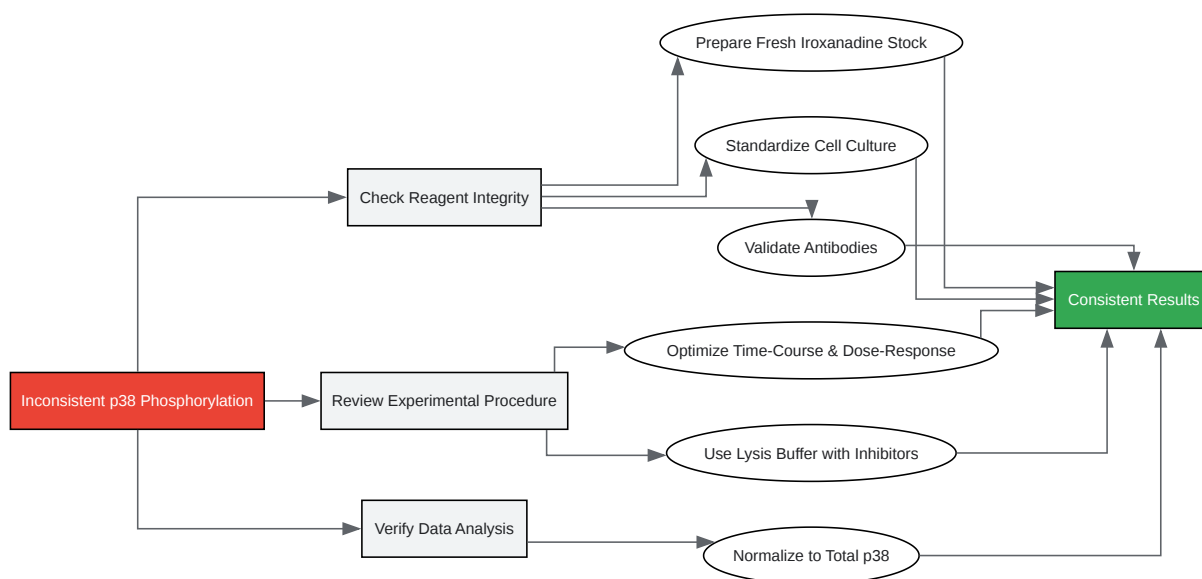 Prepare Fresh Iroxanadine Stock
Standardize Cell Culture
Check Reagent Integrity
Validate Antibodies
Consistent Results
Optimize Time-Course & Dose-Response
Inconsistent p38 Phosphorylation
Review Experimental Procedure
Use Lysis Buffer with Inhibitors
Verify Data Analysis
Normalize to Total p38